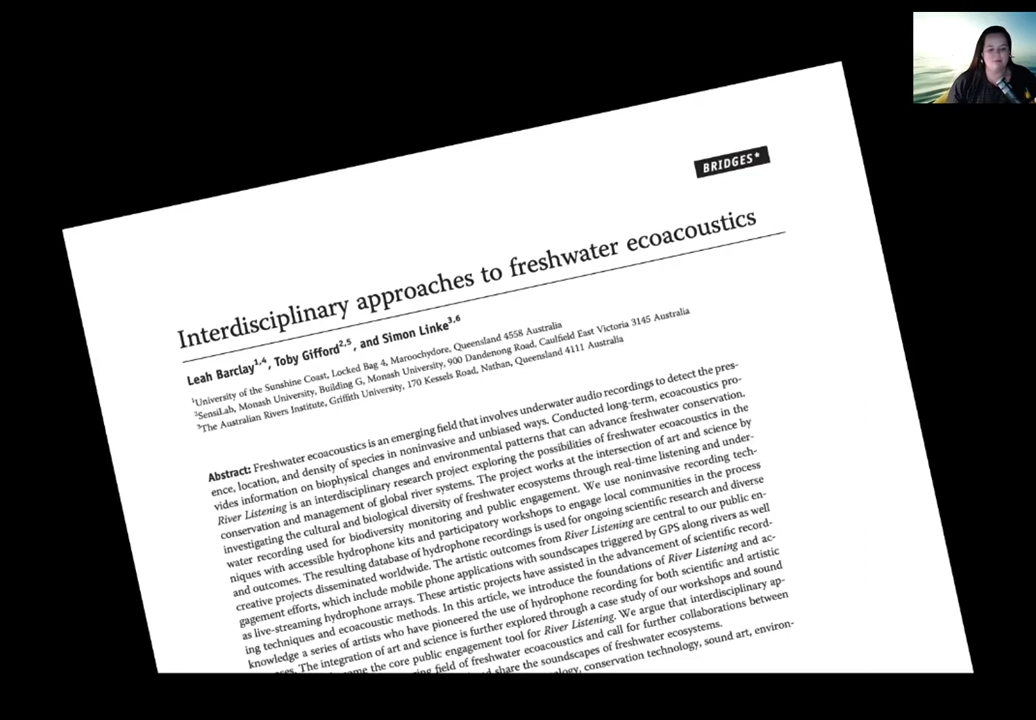 BRIDGES*
Interdisciplinary approaches to freshwater ecoacoustics
Leah Barclay1,4, Toby Gifford2,5, and Simon Linke3,6
1University of the Sunshine Coast, Locked Bag 4, Maroochydore, Queensland 4558 Australia
2SensiLab, Monash University, Building G, Monash University, 900 Dandenong Road, Caulfield East Victoria 3145 Australia
3The Australian Rivers Institute, Griffith University, 170 Kessels Road, Nathan, Queensland 4111 Australia
Abstract: Freshwater ecoacoustics is an emerging field that involves underwater audio recordings to detect the pres-
ence, location, and density of species in noninvasive and unbiased ways. Conducted long-term, ecoacoustics pro-
vides information on biophysical changes and environmental patterns that can advance freshwater conservation.
River Listening is an interdisciplinary research project exploring the possibilities of freshwater ecoacoustics in the
conservation and management of global river systems. The project works at the intersection of art and science by
investigating the cultural and biological diversity of freshwater ecosystems through real-time listening and under-
water recording used for biodiversity monitoring and public engagement. We use noninvasive recording tech-
niques with accessible hydrophone kits and participatory workshops to engage local communities in the process
and outcomes. The resulting database of hydrophone recordings is used for ongoing scientific research and diverse
creative projects disseminated worldwide. The artistic outcomes from River Listening are central to our public en-
gagement efforts, which include mobile phone applications with soundscapes triggered by GPS along rivers as well
as live-streaming hydrophone arrays. These artistic projects have assisted in the advancement of scientific record-
ing techniques and ecoacoustic methods. In this article, we introduce the foundations of River Listening and ac-
knowledge a series of artists who have pioneered the use of hydrophone recording for both scientific and artistic
The integration of art and science is further explored through a case study of our workshops and sound
the core public engagement tool for River Listening. We argue that interdisciplinary ap-
field of freshwater ecoacoustics and call for further collaborations between
share the soundscapes of freshwater ecosystems.
conservation technology, sound art, environ-